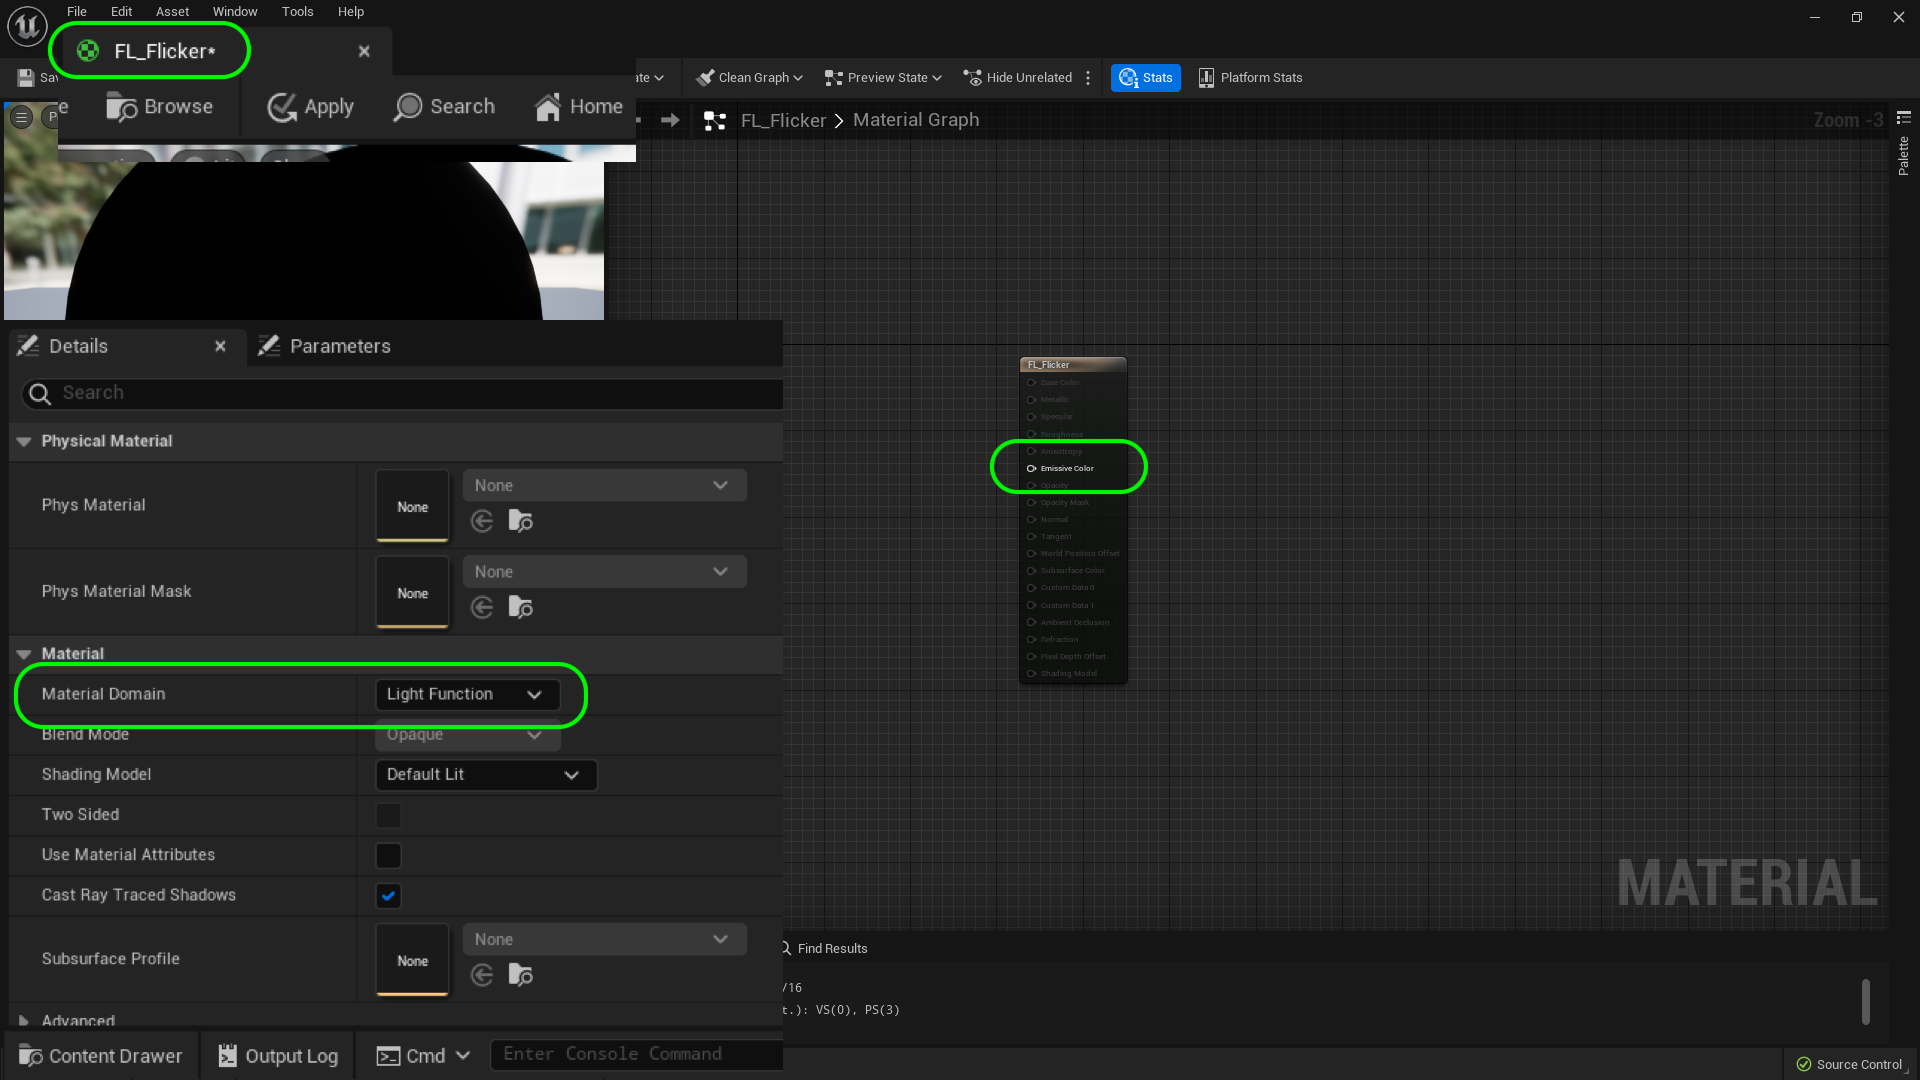 File Edit Asset Window Tools Help
FL_Flicker*
Browse Apply Search Home
Clean Graph Preview State Hide Unrelated Stats Platform Stats
FL_Flicker Material Graph Zoom -3
Palette
Details Parameters
Search
Physical Material
Phys Material None None
Phys Material Mask None None
Material
Material Domain Light Function
Blend Mode Opaque
Shading Model Default Lit
Two Sided
Use Material Attributes
Cast Ray Traced Shadows
Subsurface Profile None None
Advanced
FL_Flicker
Base Color
Metallic
Specular
Roughness
Anisotropy
Emissive Color
Opacity
Opacity Mask
Normal
Tangent
World Position Offset
Subsurface Color
Custom Data 0
Custom Data 1
Ambient Occlusion
Refraction
Pixel Depth Offset
Shading Model
MATERIAL
Find Results
/16
t.): VS(0), PS(3)
Content Drawer Output Log Cmd Enter Console Command
Source Control